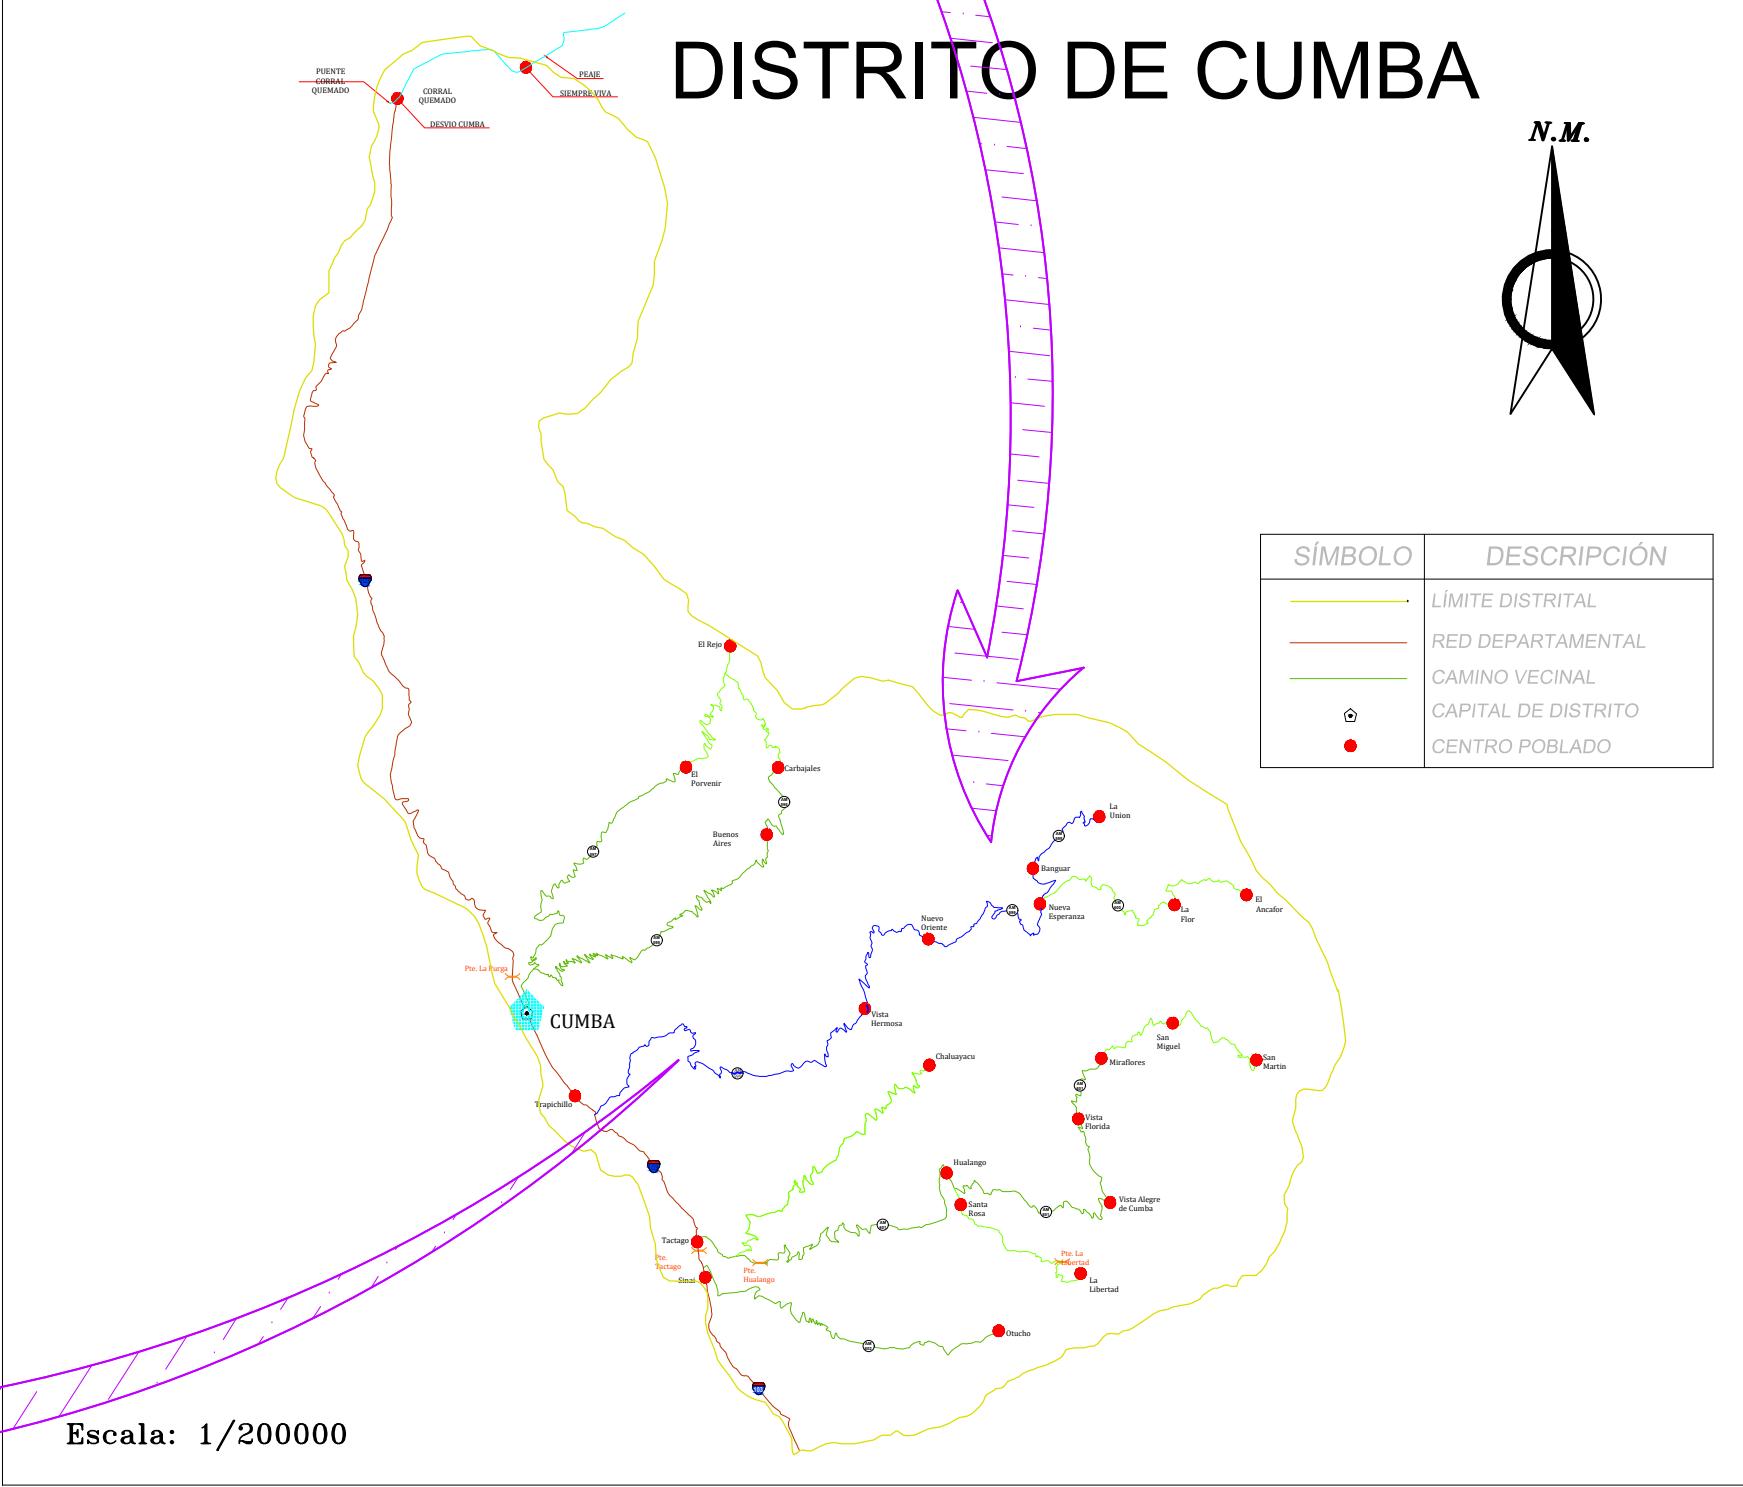 DISTRITO DE CUMBA
PUENTE
CORRAL
QUEMADO
CORRAL
QUEMADO
DESVIO CUMBA
PEAJE
SIEMPRE VIVA
N.M.
SÍMBOLO DESCRIPCIÓN
LÍMITE DISTRITAL
RED DEPARTAMENTAL
CAMINO VECINAL
CAPITAL DE DISTRITO
CENTRO POBLADO
El Rejo
El
Porvenir
Carbajales
Buenos
Aires
La
Union
Banguar
Nueva
Esperanza
La
Flor
El
Ancafor
Nuevo
Oriente
Pte. La Purga
CUMBA
Vista
Hermosa
San
Miguel
San
Martin
Chaluayacu
Miraflores
Trapichillo
Vista
Florida
Hualango
Santa
Rosa
Vista Alegre
de Cumba
Tactago
Pte.
Tactago
Sinai
Pte.
Hualango
Pte. La
Libertad
La
Libertad
Otucho
Escala: 1/200000